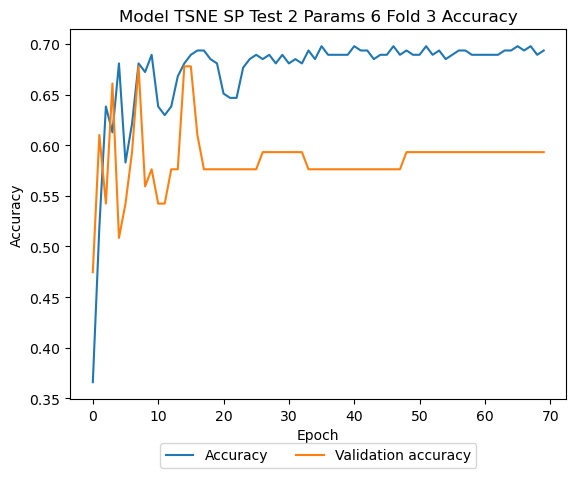 Model TSNE SP Test 2 Params 6 Fold 3 Accuracy
0.70
0.65
0.60
0.55
0.50
0.45
0.40
0.35
Accuracy
0 10 20 30 40 50 60 70
Epoch
Accuracy Validation accuracy